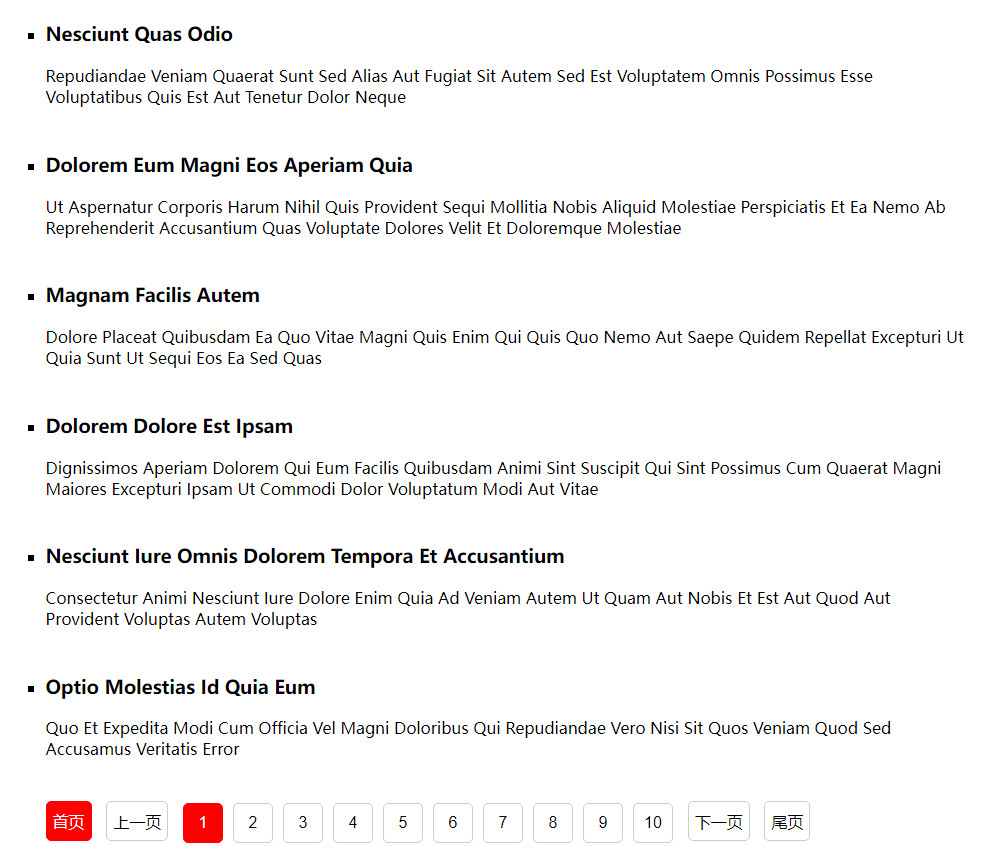 Nesciunt Quas Odio
Repudiandae Veniam Quaerat Sunt Sed Alias Aut Fugiat Sit Autem Sed Est Voluptatem Omnis Possimus Esse
Voluptatibus Quis Est Aut Tenetur Dolor Neque
Dolorem Eum Magni Eos Aperiam Quia
Ut Aspernatur Corporis Harum Nihil Quis Provident Sequi Mollitia Nobis Aliquid Molestiae Perspiciatis Et Ea Nemo Ab
Reprehenderit Accusantium Quas Voluptate Dolores Velit Et Doloremque Molestiae
Magnam Facilis Autem
Dolore Placeat Quibusdam Ea Quo Vitae Magni Quis Enim Qui Quis Quo Nemo Aut Saepe Quidem Repellat Excepturi Ut
Quia Sunt Ut Sequi Eos Ea Sed Quas
Dolorem Dolore Est Ipsam
Dignissimos Aperiam Dolorem Qui Eum Facilis Quibusdam Animi Sint Suscipit Qui Sint Possimus Cum Quaerat Magni
Maiores Excepturi Ipsam Ut Commodi Dolor Voluptatum Modi Aut Vitae
Nesciunt Iure Omnis Dolorem Tempora Et Accusantium
Consectetur Animi Nesciunt Iure Dolore Enim Quia Ad Veniam Autem Ut Quam Aut Nobis Et Est Aut Quod Aut
Provident Voluptas Autem Voluptas
Optio Molestias Id Quia Eum
Quo Et Expedita Modi Cum Officia Vel Magni Doloribus Qui Repudiandae Vero Nisi Sit Quos Veniam Quod Sed
Accusamus Veritatis Error
首页 上一页 1 2 3 4 5 6 7 8 9 10 下一页 尾页